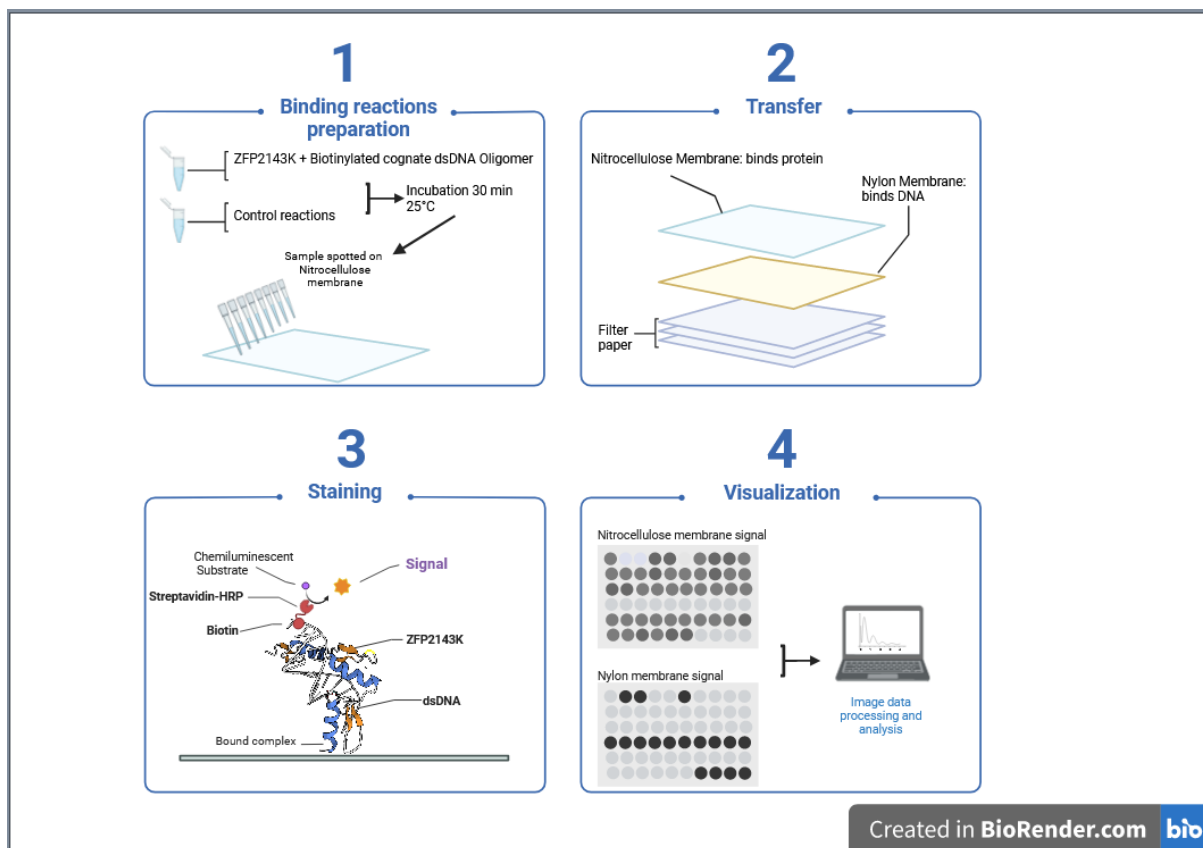 1
Binding reactions
preparation
ZFP2143K + Biotinylated cognate dsDNA Oligomer
Control reactions
Incubation 30 min
25°C
Sample spotted on
Nitrocellulose
membrane
2
Transfer
Nitrocellulose Membrane: binds protein
Nylon Membrane:
binds DNA
Filter
paper
3
Staining
Chemiluminescent
Substrate
Signal
Streptavidin-HRP
Biotin
ZFP2143K
dsDNA
Bound complex
4
Visualization
Nitrocellulose membrane signal
Nylon membrane signal
Image data
processing and
analysis
Created in BioRender.com
bio